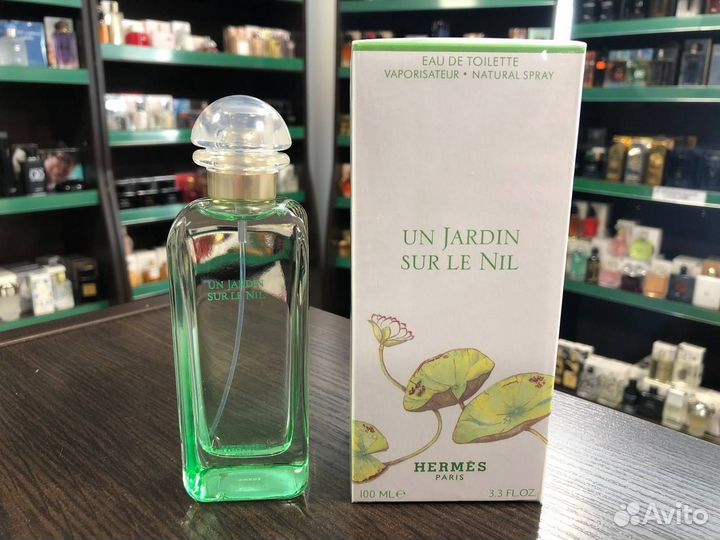 EAU DE TOILETTE
VAPORISATEUR • NATURAL SPRAY
UN JARDIN
SUR LE NIL
UN JARDIN
SUR LE NIL
HERMÈS
PARIS
100 ML℮
3.3 FL.OZ
Avito